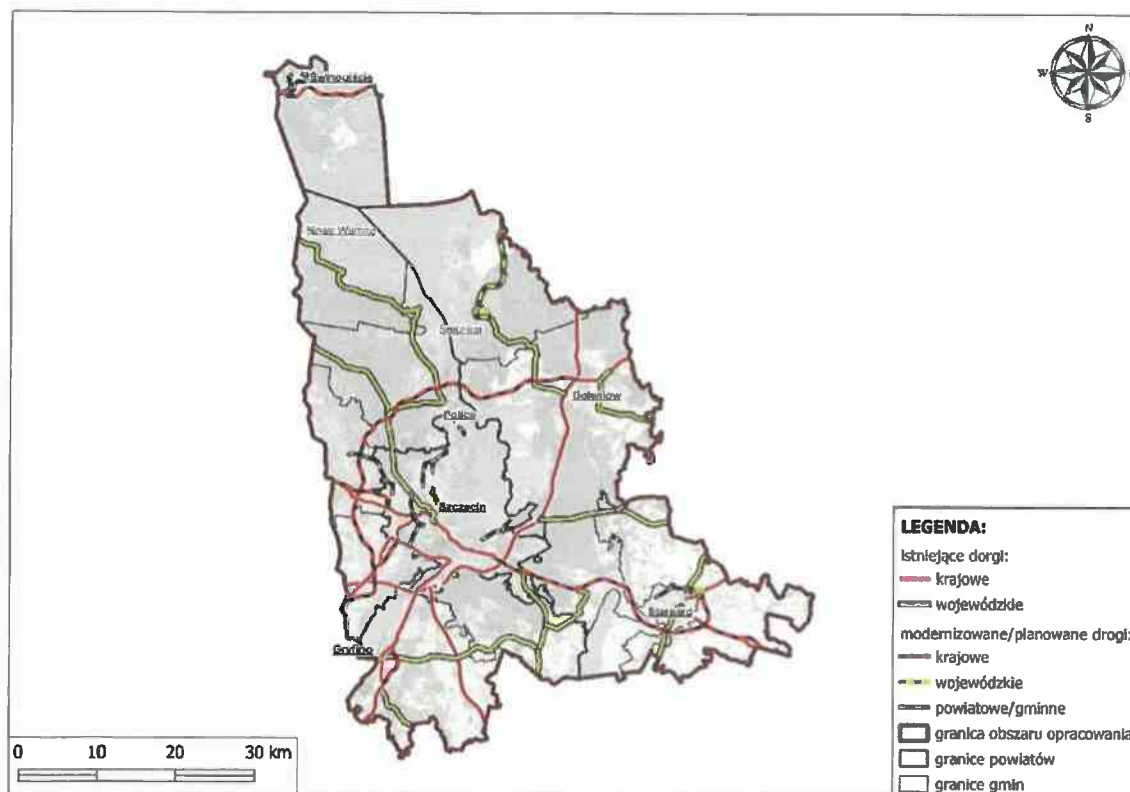 N
W
S
Świnoujście
Nowe Warpno
Stepnica
Goleniów
Police
Szczecin
Stargard
Gryfino
LEGENDA:
istniejące dorgi:
krajowe
wojewódzkie
modernizowane/planowane drogi:
krajowe
wojewódzkie
powiatowe/gminne
granica obszaru opracowania
granice powiatów
granice gmin
0 10 20 30 km